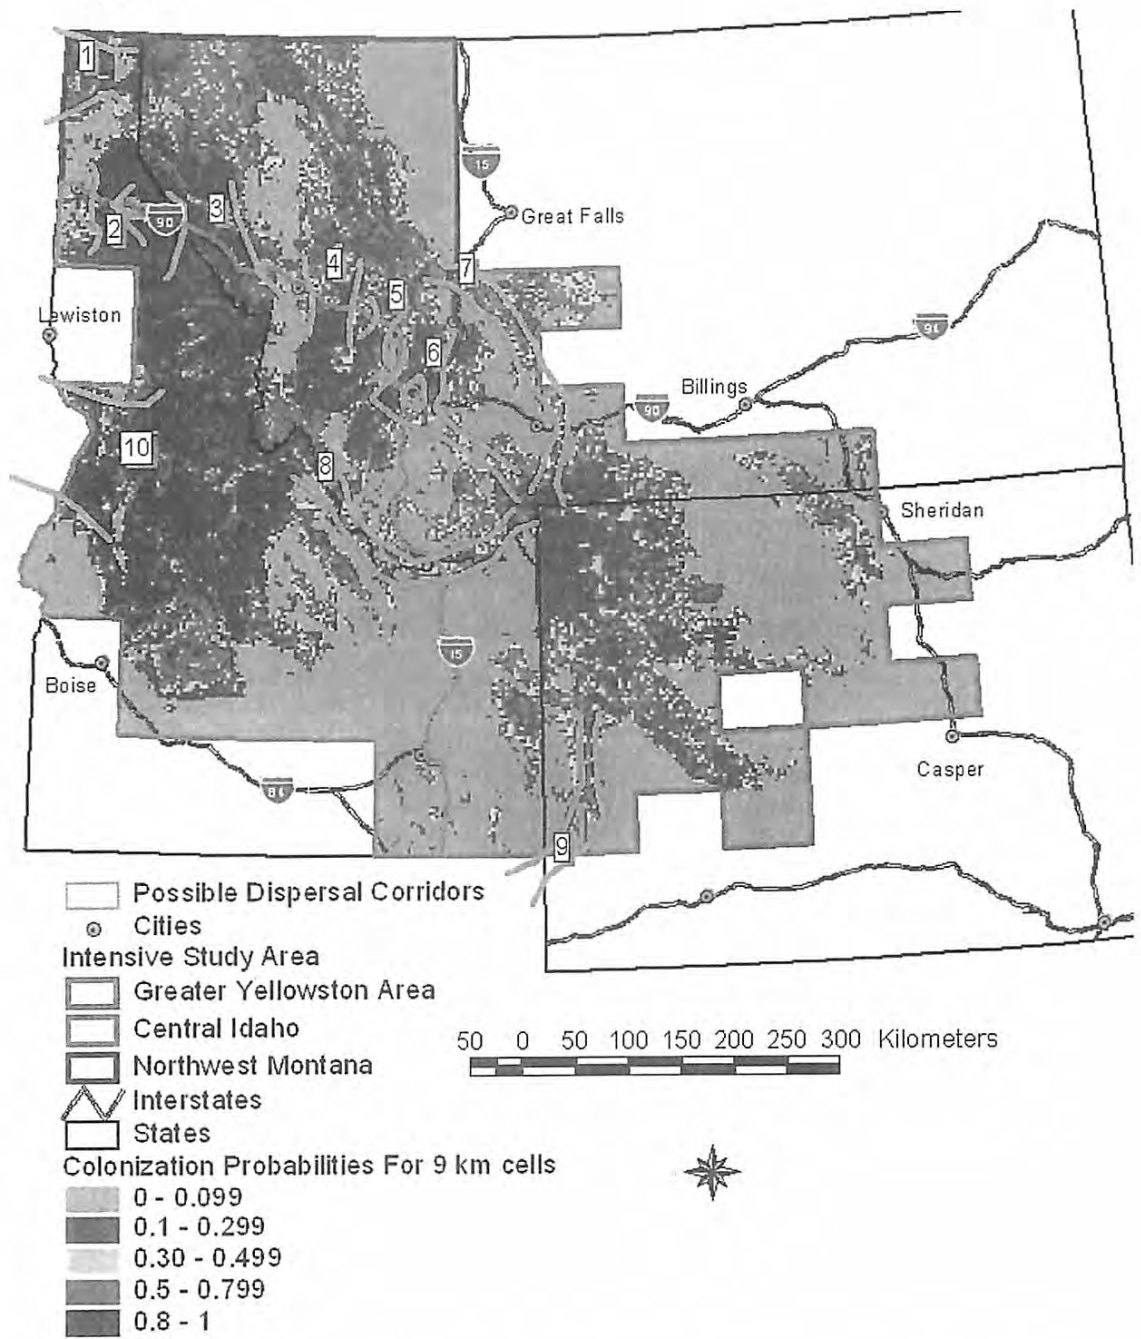 1
15
2
90
3
Great Falls
4
7
5
Lewiston
6
94
Billings
90
10
8
Sheridan
15
Boise
84
Casper
9
Possible Dispersal Corridors
Cities
Intensive Study Area
Greater Yellowston Area
Central Idaho
Northwest Montana
Interstates
States
50 0 50 100 150 200 250 300 Kilometers
Colonization Probabilities For 9 km cells
0 - 0.099
0.1 - 0.299
0.30 - 0.499
0.5 - 0.799
0.8 - 1